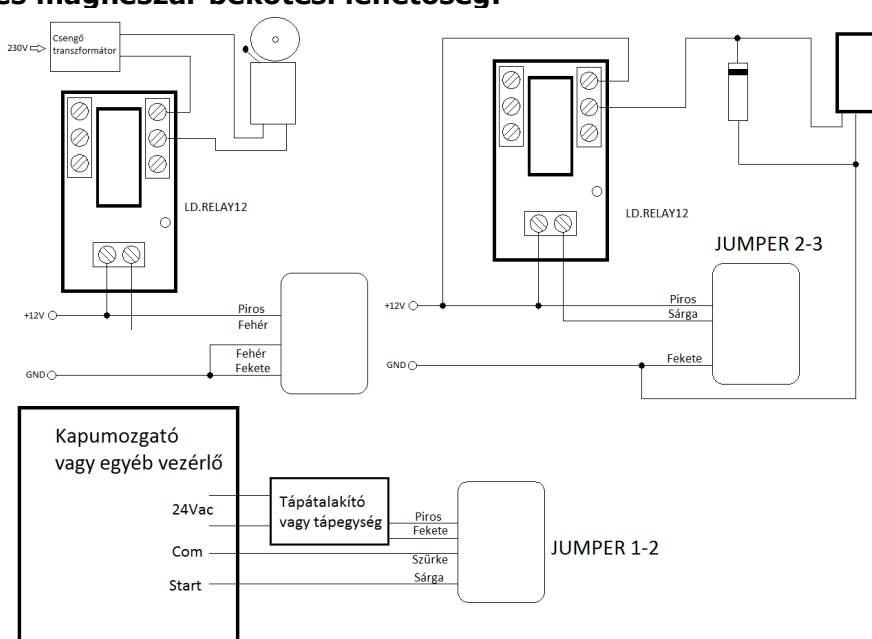 és mágneszár bekötési lehetőség:
Csengő
transzformátor
230V
LD.RELAY12
+12V
Piros
Fehér
Fehér
Fekete
GND
LD.RELAY12
JUMPER 2-3
+12V
Piros
Sárga
Fekete
GND
Kapumozgató
vagy egyéb vezérlő
24Vac
Com
Start
Tápátalakító
vagy tápegység
Piros
Fekete
Szürke
Sárga
JUMPER 1-2